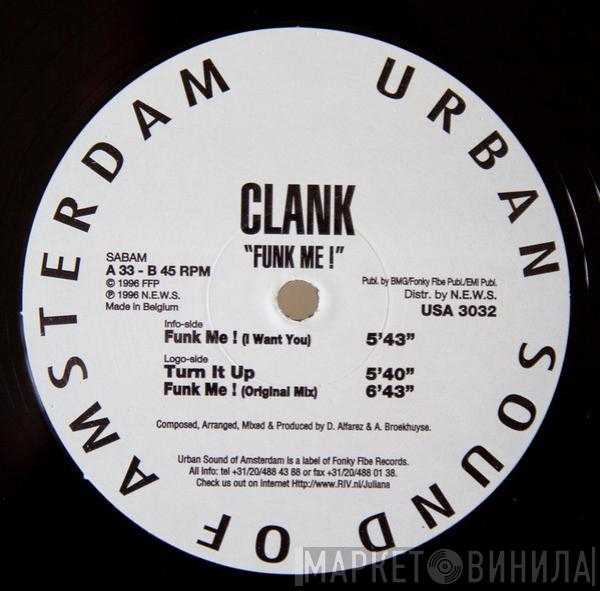 URBAN SOUND OF AMSTERDAM
CLANK
"FUNK ME !"
SABAM
A 33 - B 45 RPM
© 1996 FFP
℗ 1996 N.E.W.S.
Made in Belgium
Publ. by BMG/Fonky Fibe Publ./EMI Publ.
Distr. by N.E.W.S.
USA 3032
Info-side
Funk Me ! (I Want You) 5'43"
Logo-side
Turn It Up 5'40"
Funk Me ! (Original Mix) 6'43"
Composed, Arranged, Mixed & Produced by D. Alfarez & A. Broekhuyse.
Urban Sound of Amsterdam is a label of Fonky Fibe Records.
All info: tel +31/20/488 43 88 or fax +31/20/488 01 38.
Check us out on Internet Http://www.RIV.nl/Juliana
МАРКЕТ ВИНИЛА